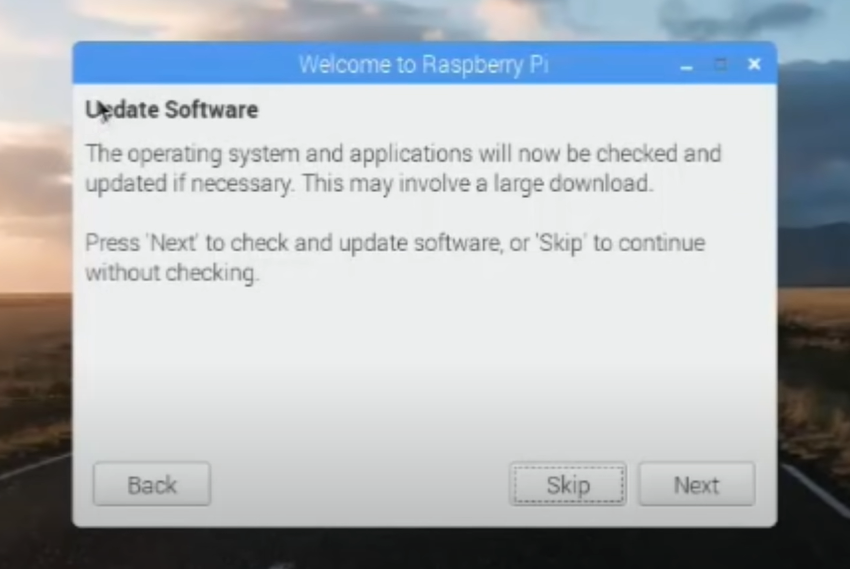 Welcome to Raspberry Pi
Update Software
The operating system and applications will now be checked and
updated if necessary. This may involve a large download.
Press 'Next' to check and update software, or 'Skip' to continue
without checking.
Back
Skip
Next